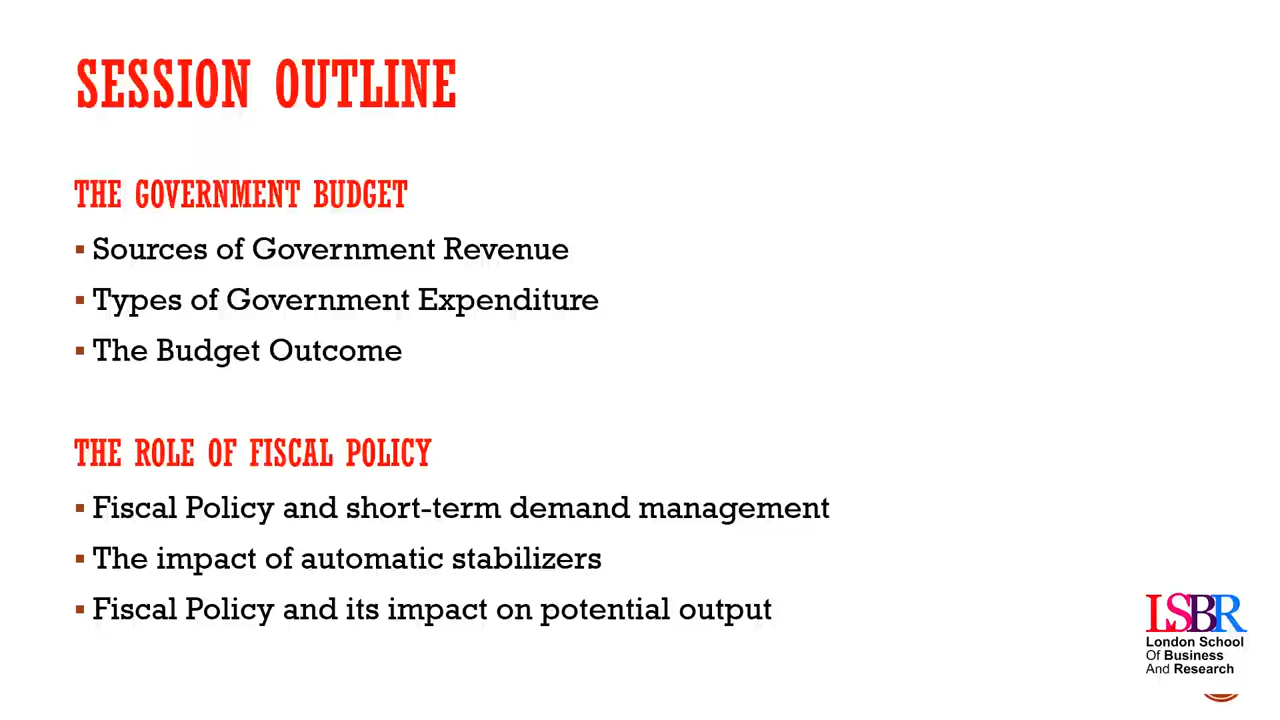 SESSION OUTLINE
THE GOVERNMENT BUDGET
▪ Sources of Government Revenue
▪ Types of Government Expenditure
▪ The Budget Outcome
THE ROLE OF FISCAL POLICY
▪ Fiscal Policy and short-term demand management
▪ The impact of automatic stabilizers
▪ Fiscal Policy and its impact on potential output
LSBR
London School
Of Business
And Research